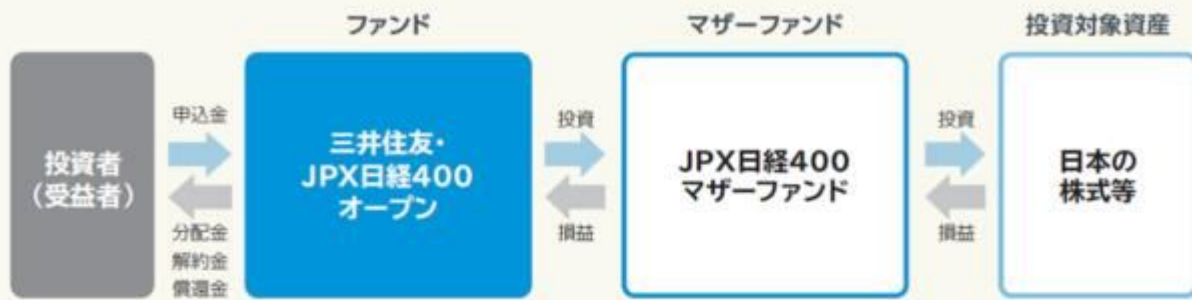 ファンド
マザーファンド
投資対象資産
投資者
（受益者）
申込金
分配金
解約金
償還金
三井住友・
JPX日経400
オープン
投資
損益
JPX日経400
マザーファンド
投資
損益
日本の
株式等